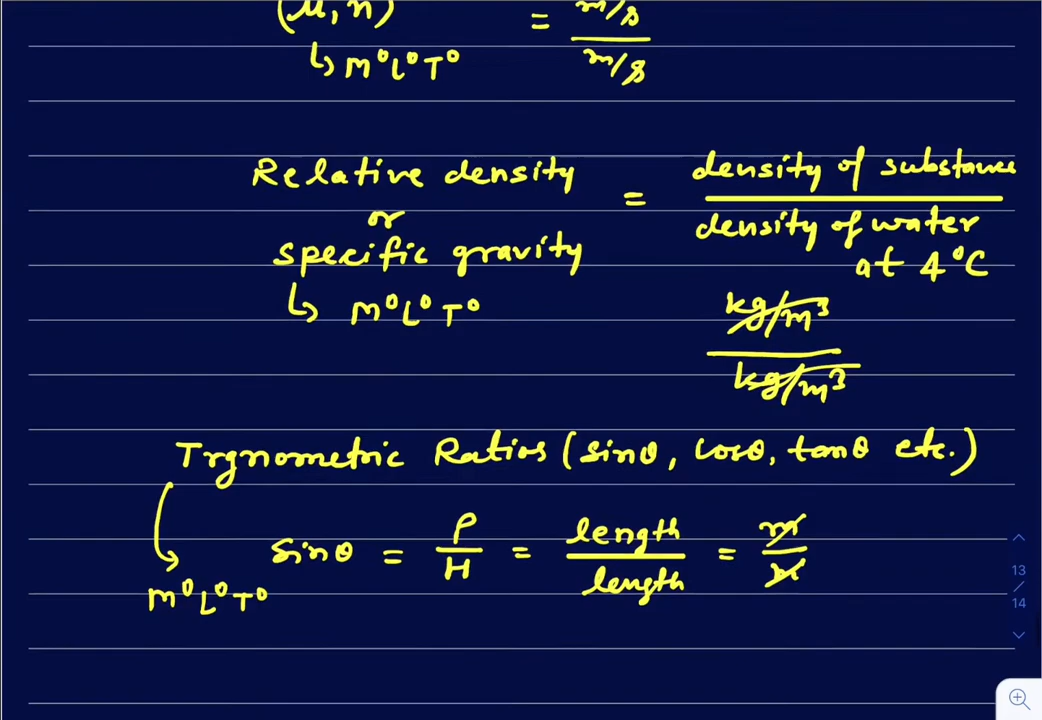 (μ, n) = m/s / m/s
↳ M⁰L⁰T⁰
Relative density or specific gravity = density of substance / density of water at 4°C
↳ M⁰L⁰T⁰
kg/m³ / kg/m³
Trgnometric Ratios (sinθ, cosθ, tanθ etc.)
sinθ = P/H = length/length = m/m
M⁰L⁰T⁰
13
/
14